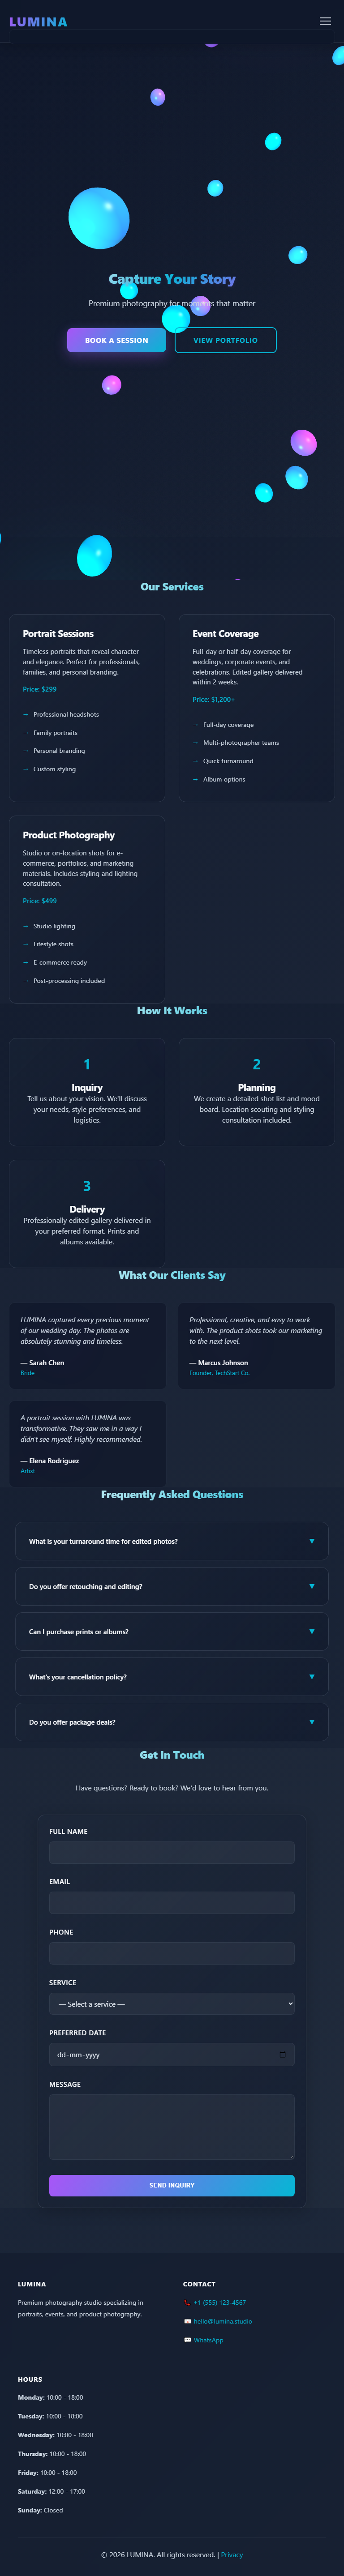 LUMINA
Capture Your Story
Premium photography for moments that matter
BOOK A SESSION
VIEW PORTFOLIO
Our Services
Portrait Sessions
Timeless portraits that reveal character
and elegance. Perfect for professionals,
families, and personal branding.
Price: $299
→ Professional headshots
→ Family portraits
→ Personal branding
→ Custom styling
Event Coverage
Full-day or half-day coverage for
weddings, corporate events, and
celebrations. Edited gallery delivered
within 2 weeks.
Price: $1,200+
→ Full-day coverage
→ Multi-photographer teams
→ Quick turnaround
→ Album options
Product Photography
Studio or on-location shots for e-
commerce, portfolios, and marketing
materials. Includes styling and lighting
consultation.
Price: $499
→ Studio lighting
→ Lifestyle shots
→ E-commerce ready
→ Post-processing included
How It Works
1
Inquiry
Tell us about your vision. We'll discuss
your needs, style preferences, and
logistics.
2
Planning
We create a detailed shot list and mood
board. Location scouting and styling
consultation included.
3
Delivery
Professionally edited gallery delivered in
your preferred format. Prints and
albums available.
What Our Clients Say
LUMINA captured every precious moment
of our wedding day. The photos are
absolutely stunning and timeless.
— Sarah Chen
Bride
Professional, creative, and easy to work
with. The product shots took our marketing
to the next level.
— Marcus Johnson
Founder, TechStart Co.
A portrait session with LUMINA was
transformative. They saw me in a way I
didn't see myself. Highly recommended.
— Elena Rodriguez
Artist
Frequently Asked Questions
What is your turnaround time for edited photos?
Do you offer retouching and editing?
Can I purchase prints or albums?
What's your cancellation policy?
Do you offer package deals?
Get In Touch
Have questions? Ready to book? We'd love to hear from you.
FULL NAME
EMAIL
PHONE
SERVICE
— Select a service —
PREFERRED DATE
dd-mm-yyyy
MESSAGE
SEND INQUIRY
LUMINA
Premium photography studio specializing in
portraits, events, and product photography.
CONTACT
+1 (555) 123-4567
hello@lumina.studio
WhatsApp
HOURS
Monday: 10:00 - 18:00
Tuesday: 10:00 - 18:00
Wednesday: 10:00 - 18:00
Thursday: 10:00 - 18:00
Friday: 10:00 - 18:00
Saturday: 12:00 - 17:00
Sunday: Closed
© 2026 LUMINA. All rights reserved. | Privacy